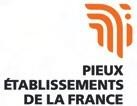 PIEUX
ÉTABLISSEMENTS
DE LA FRANCE